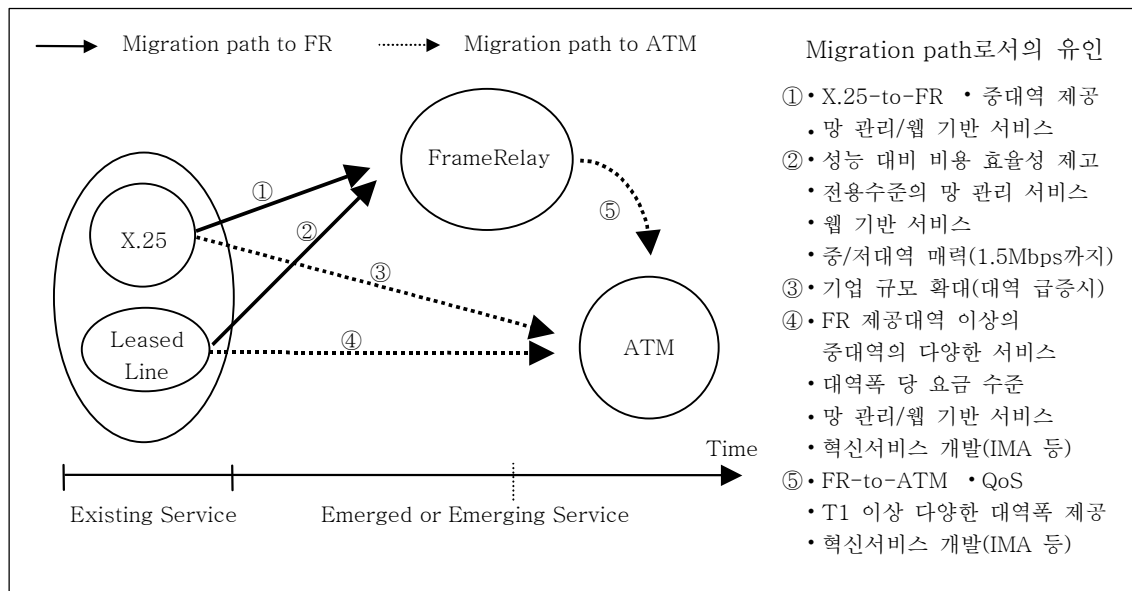 Migration path to FR
Migration path to ATM
FrameRelay
①
②
③
④
⑤
X.25
Leased
Line
ATM
Time
Existing Service
Emerged or Emerging Service
Migration path로서의 유인
①• X.25-to-FR • 중대역 제공
• 망 관리/웹 기반 서비스
②• 성능 대비 비용 효율성 제고
• 전용수준의 망 관리 서비스
• 웹 기반 서비스
• 중/저대역 매력(1.5Mbps까지)
③• 기업 규모 확대(대역 급증시)
④• FR 제공대역 이상의
중대역의 다양한 서비스
• 대역폭 당 요금 수준
• 망 관리/웹 기반 서비스
• 혁신서비스 개발(IMA 등)
⑤• FR-to-ATM • QoS
• T1 이상 다양한 대역폭 제공
• 혁신서비스 개발(IMA 등)